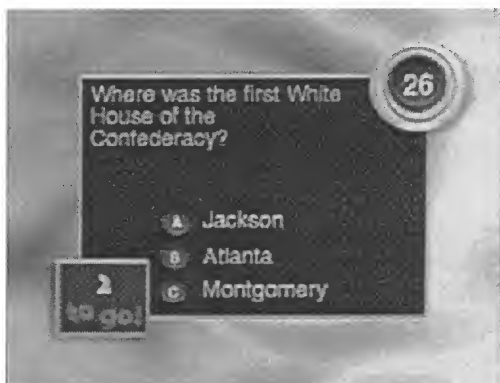 26
Where was the first White
House of the
Confederacy?
A Jackson
B Atlanta
C Montgomery
2
to go!